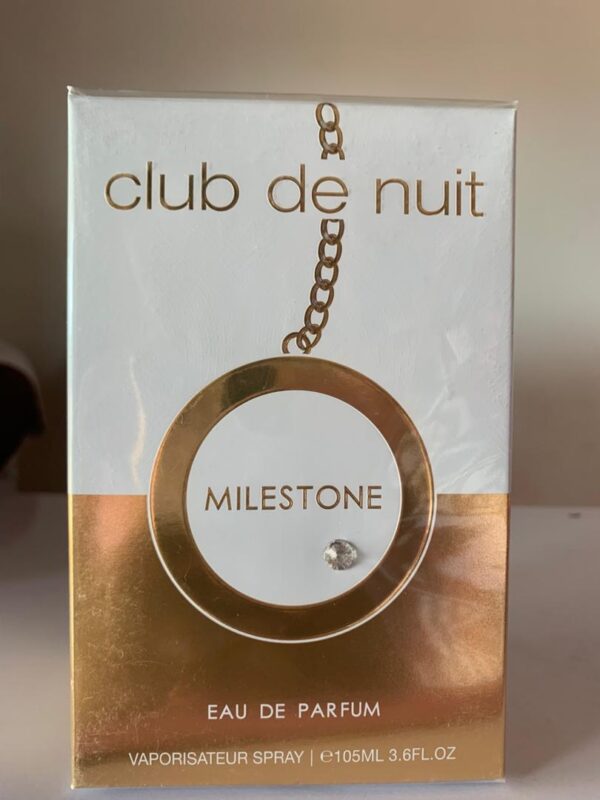 club de nuit
MILESTONE
EAU DE PARFUM
VAPORISATEUR SPRAY | ℮105ML 3.6FL.OZ